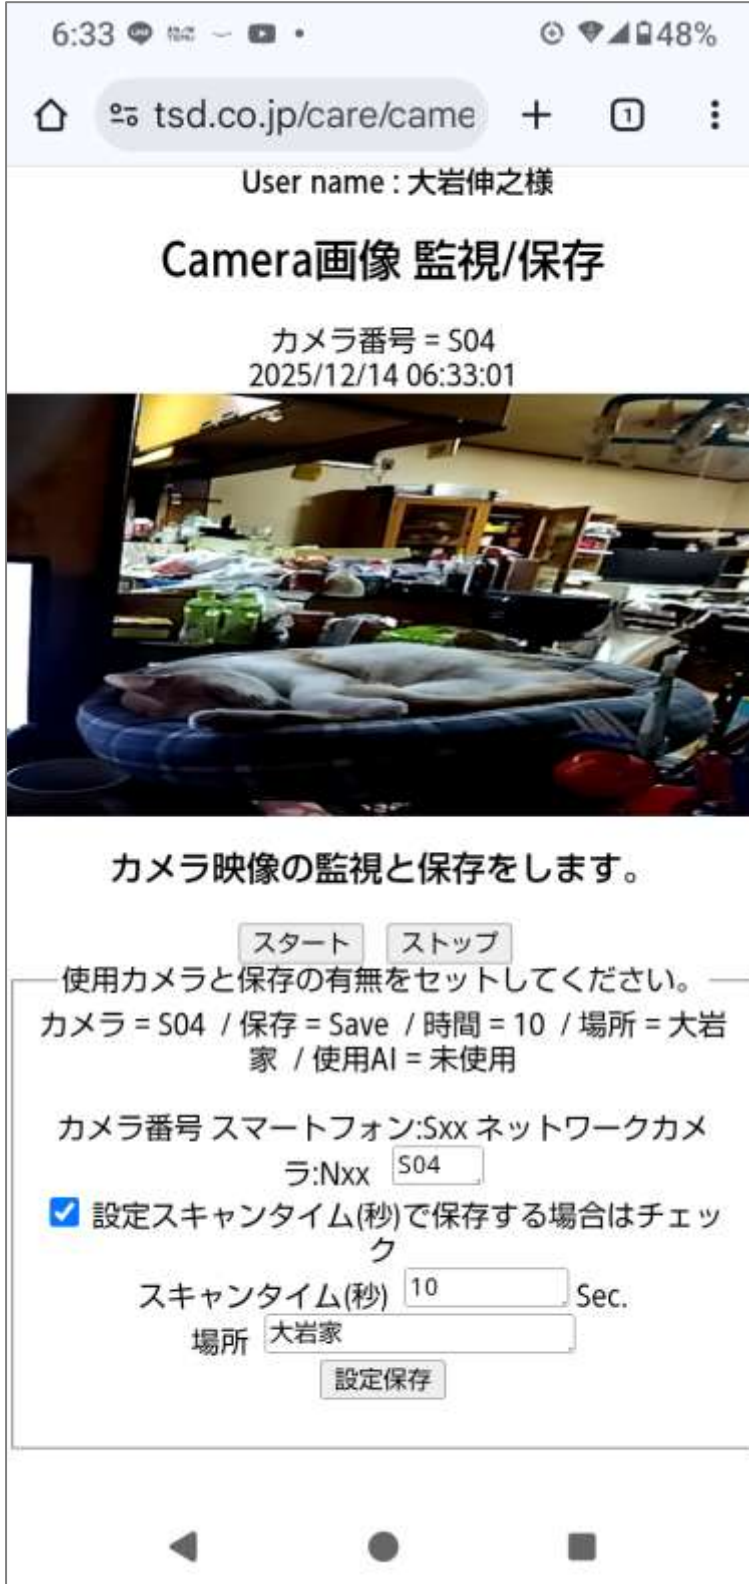 6:33
48%
tsd.co.jp/care/came
1
User name : 大岩伸之様
Camera画像 監視/保存
カメラ番号 = S04
2025/12/14 06:33:01
カメラ映像の監視と保存をします。
スタート ストップ
使用カメラと保存の有無をセットしてください。
カメラ = S04 / 保存 = Save / 時間 = 10 / 場所 = 大岩
家 / 使用AI = 未使用
カメラ番号 スマートフォン:Sxx ネットワークカメ
ラ:Nxx S04
設定スキャンタイム(秒)で保存する場合はチェッ
ク
スキャンタイム(秒) 10 Sec.
場所 大岩家
設定保存